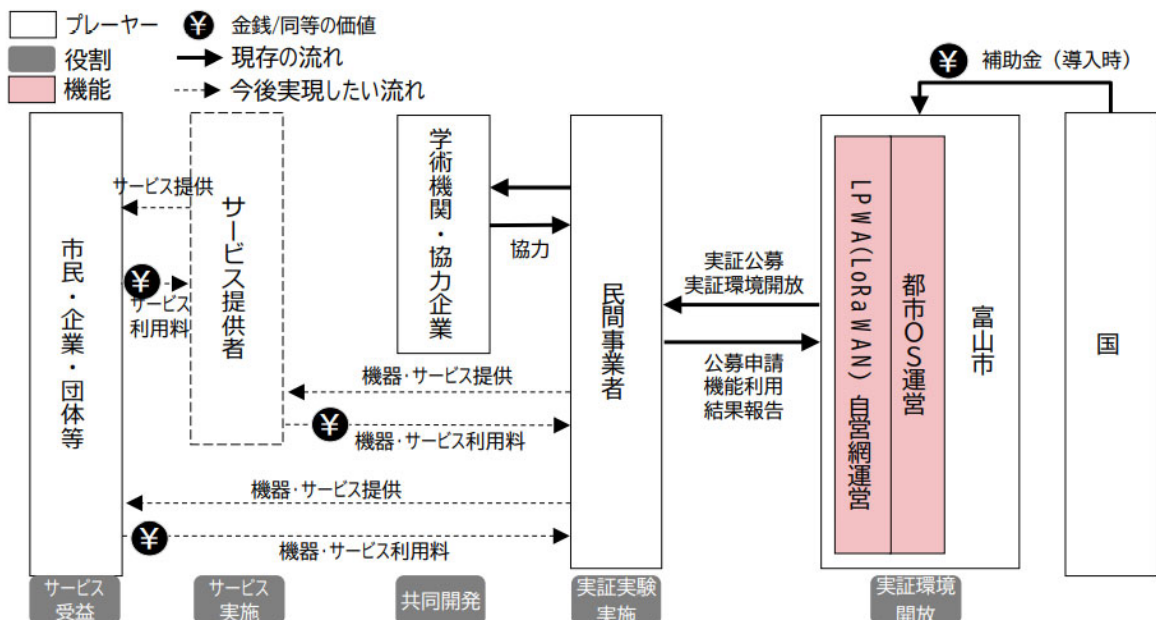 プレーヤー
¥ 金銭/同等の価値
役割
現存の流れ
機能
今後実現したい流れ
¥ 補助金（導入時）
市民・企業・団体等
サービス提供
¥
サービス
利用料
サービス提供者
学術機関・協力企業
協力
民間事業者
実証公募
実証環境開放
公募申請
機能利用
結果報告
LPWA(LoRaWAN)自営網運営
都市OS運営
富山市
国
機器・サービス提供
¥
機器・サービス利用料
機器・サービス提供
¥
機器・サービス利用料
サービス
受益
サービス
実施
共同開発
実証実験
実施
実証環境
開放